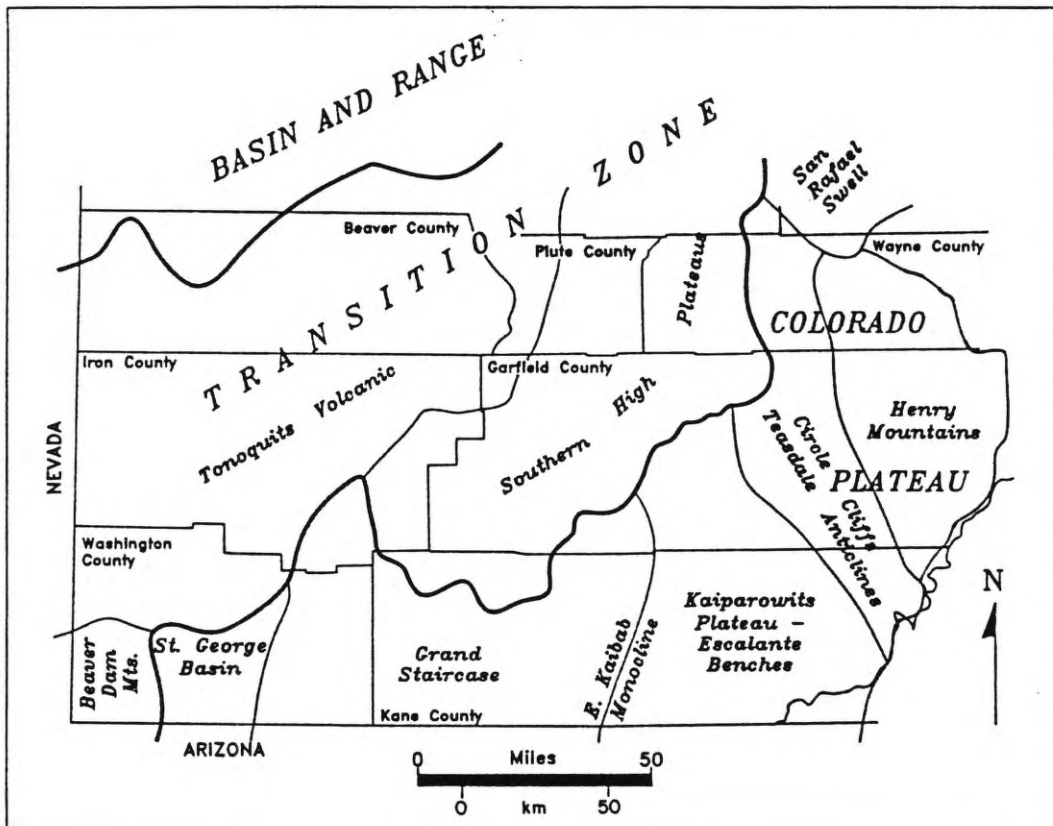 BASIN AND RANGE
TRANSITION ZONE
San
Rafael
Swell
Beaver County
Piute County
Wayne County
Plateaus
COLORADO
Iron County
Garfield County
Tonoquits Volcanic
Southern High
Henry
Mountains
PLATEAU
Circle Cliffs
Teasdale Anticlines
NEVADA
Washington
County
N
Kaiparowits
Plateau –
Escalante
Benches
St. George
Basin
Beaver
Dam
Mts.
Grand
Staircase
E. Kaibab
Monocline
Kane County
ARIZONA
0 Miles 50
0 km 50